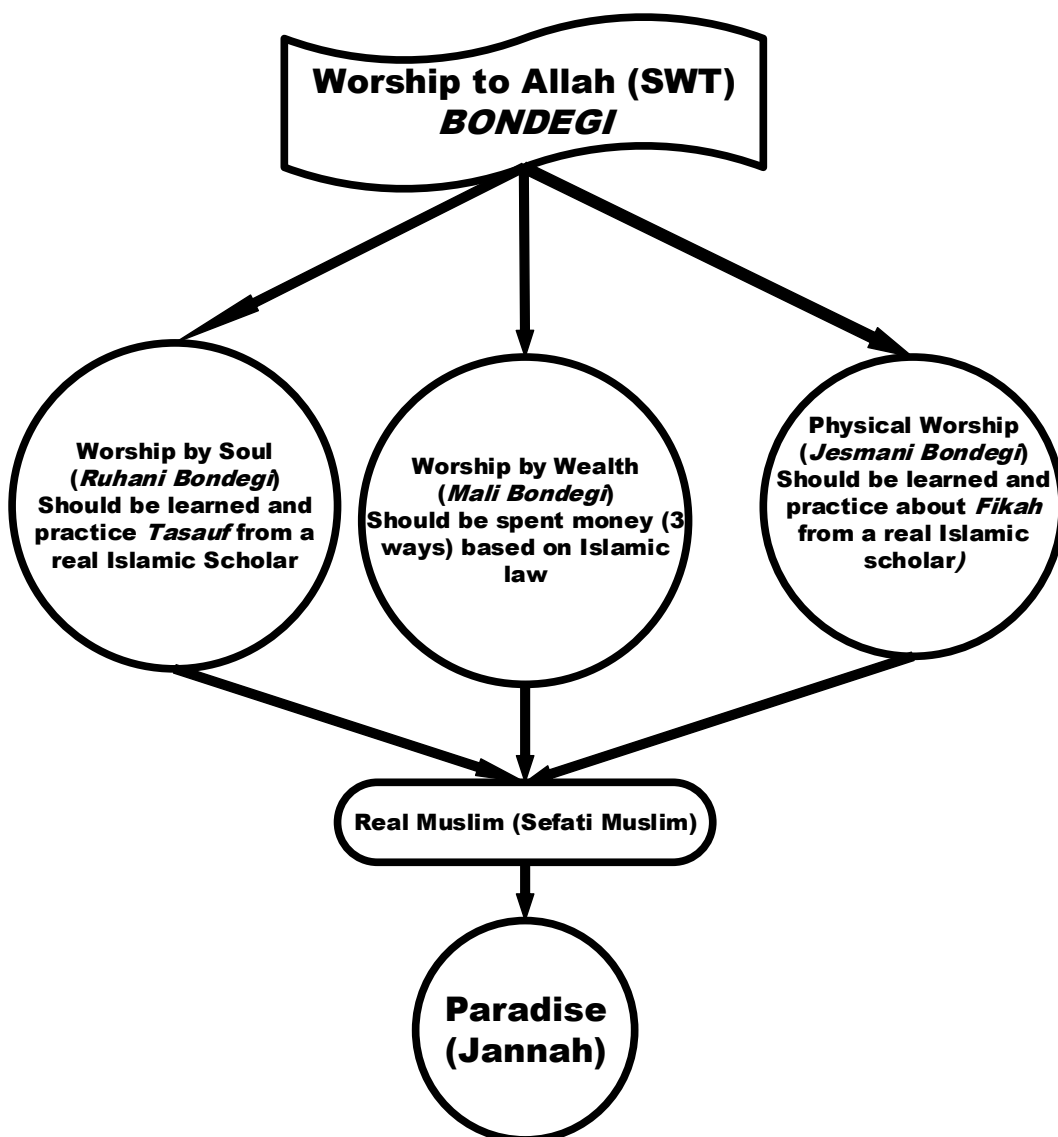 Worship to Allah (SWT)
BONDEGI
Worship by Soul
(Ruhani Bondegi)
Should be learned and
practice Tasauf from a
real Islamic Scholar
Worship by Wealth
(Mali Bondegi)
Should be spent money (3
ways) based on Islamic
law
Physical Worship
(Jesmani Bondegi)
Should be learned and
practice about Fikah
from a real Islamic
scholar)
Real Muslim (Sefati Muslim)
Paradise
(Jannah)